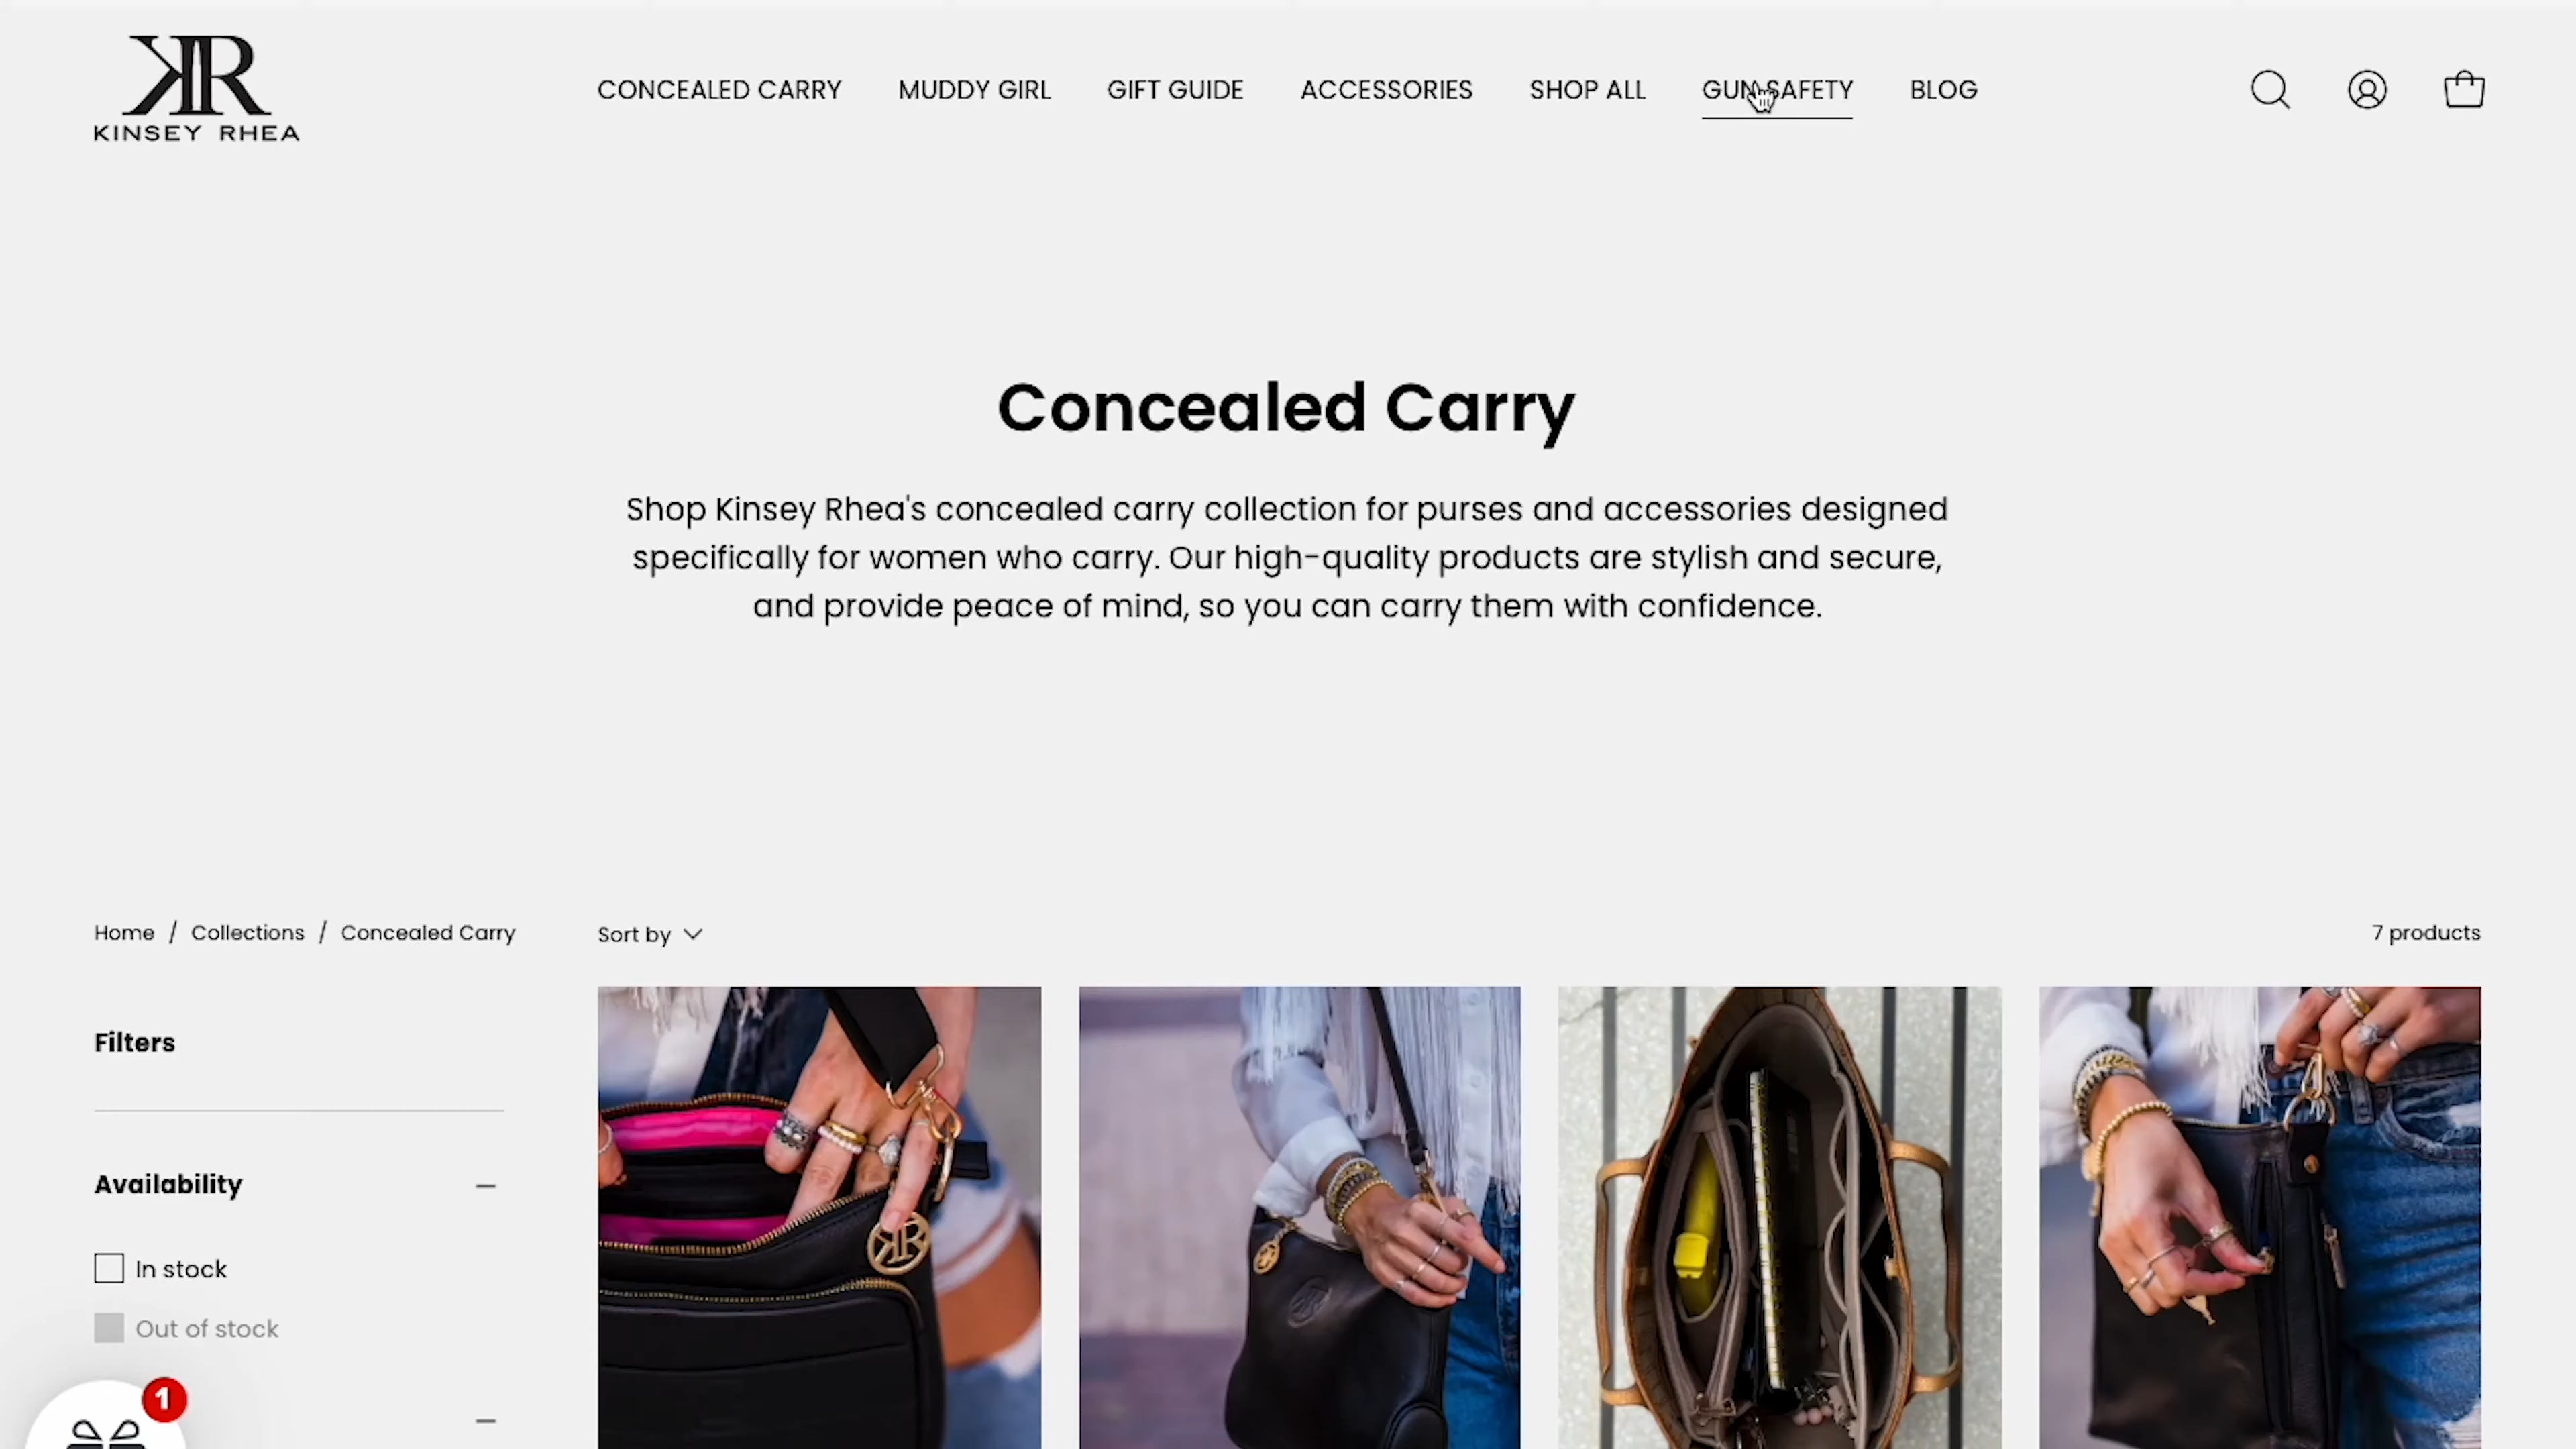 KR
KINSEY RHEA
CONCEALED CARRY
MUDDY GIRL
GIFT GUIDE
ACCESSORIES
SHOP ALL
GUN SAFETY
BLOG
Concealed Carry
Shop Kinsey Rhea's concealed carry collection for purses and accessories designed
specifically for women who carry. Our high-quality products are stylish and secure,
and provide peace of mind, so you can carry them with confidence.
Home / Collections / Concealed Carry
Sort by
7 products
Filters
Availability
In stock
Out of stock
1
KR